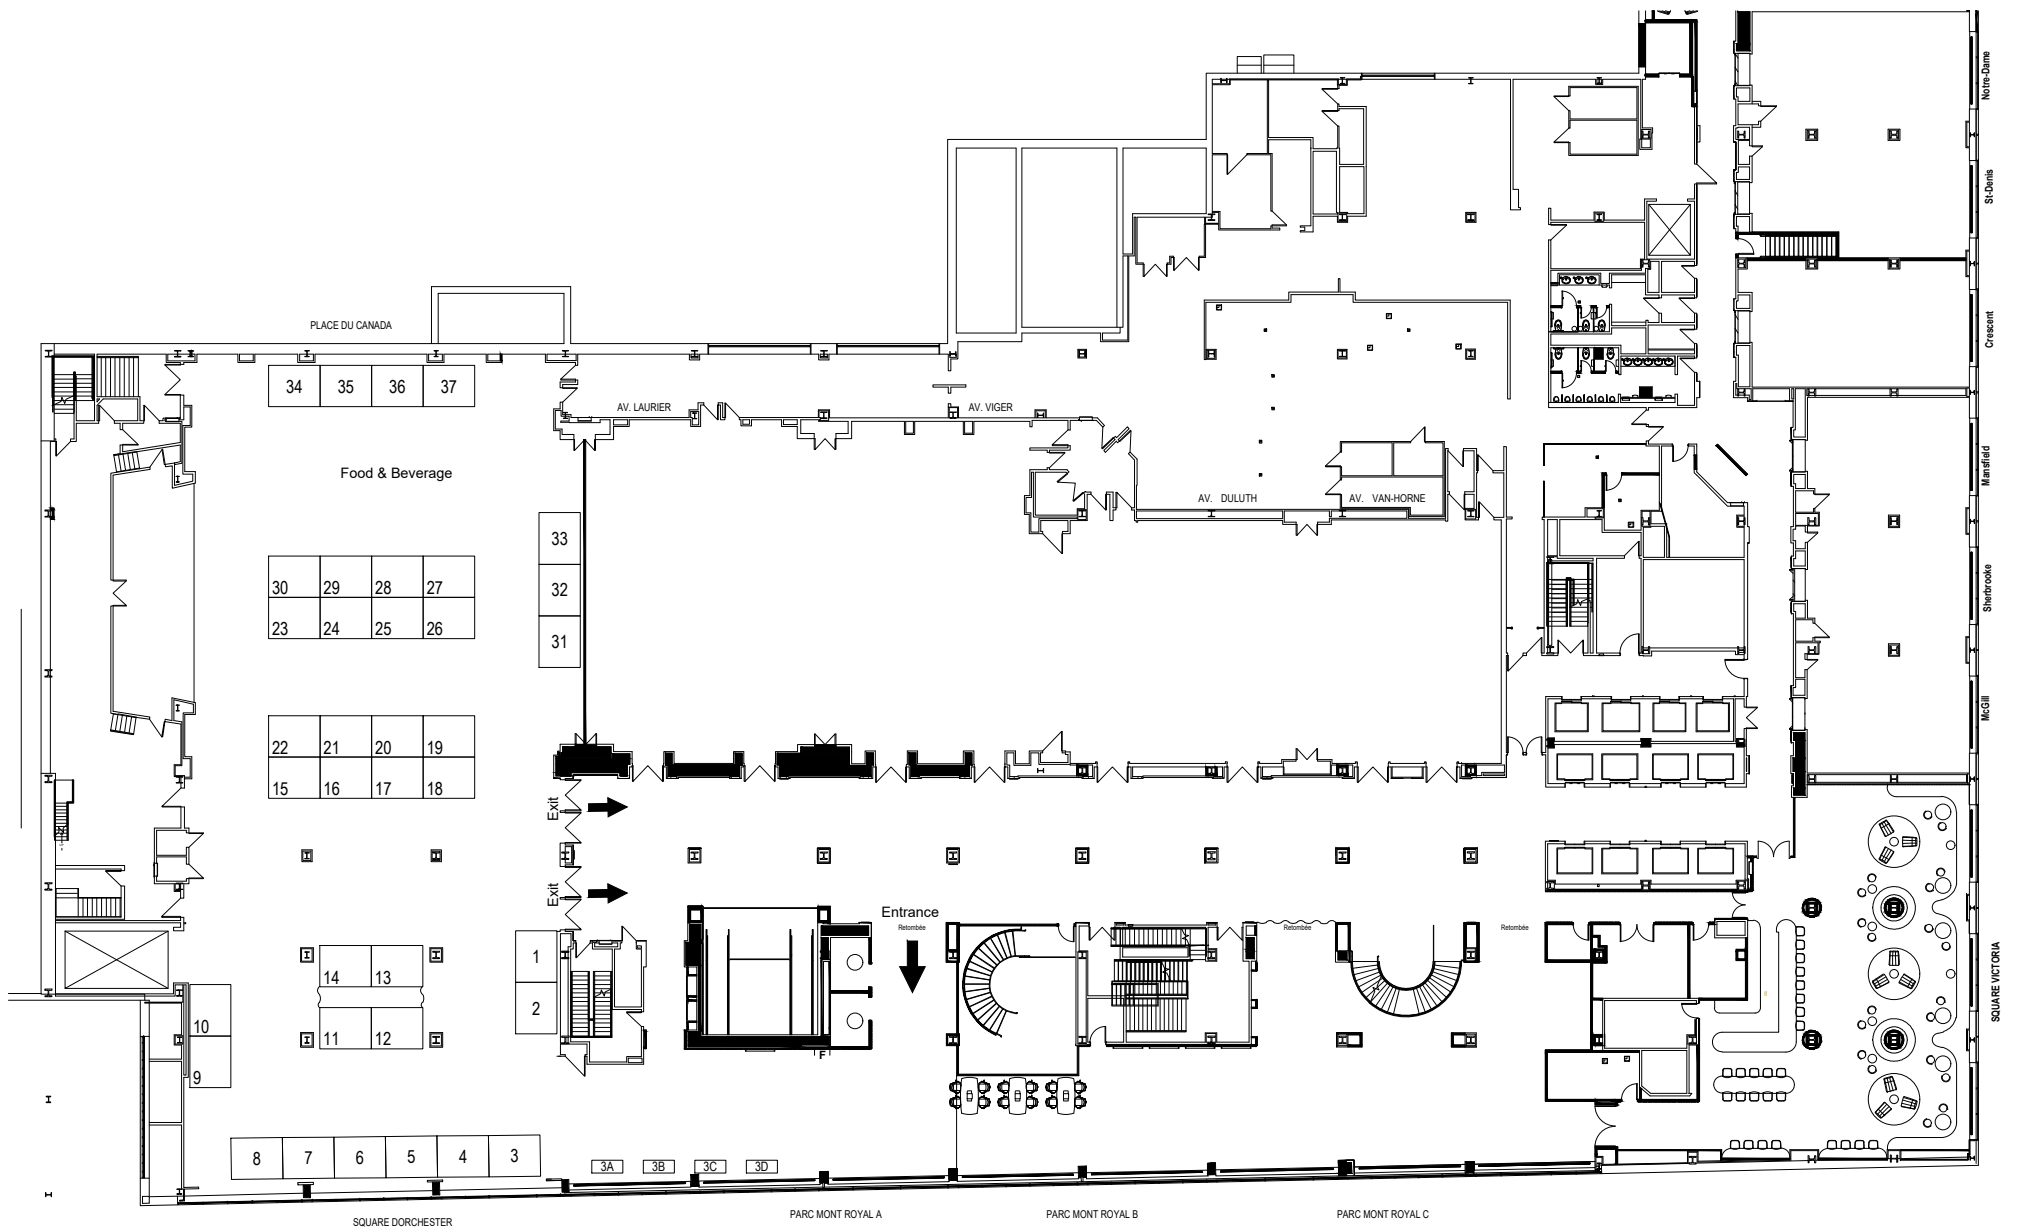 Notre-Dame
St-Denis
Crescent
PLACE DU CANADA
34 35 36 37
AV. LAURIER
AV. VIGER
Food & Beverage
Mansfield
AV. DULUTH
AV. VAN-HORNE
33
32
31
30 29 28 27
23 24 25 26
Sherbrooke
McGill
22 21 20 19
15 16 17 18
Exit
Exit
Entrance
Retombée
Retombée
Retombée
SQUARE VICTORIA
1
2
14 13
11 12
10
9
F
8 7 6 5 4 3
3A 3B 3C 3D
SQUARE DORCHESTER
PARC MONT ROYAL A
PARC MONT ROYAL B
PARC MONT ROYAL C